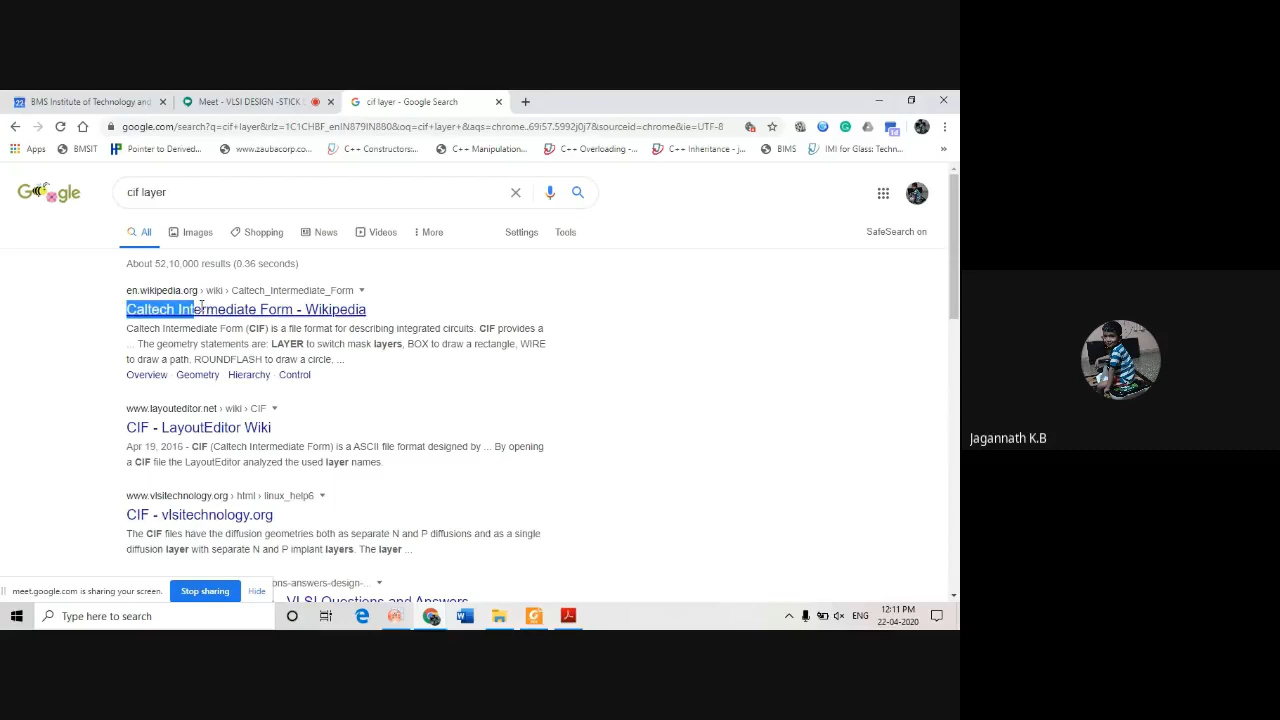 BMS Institute of Technology and
Meet - VLSI DESIGN -STICK
cif layer - Google Search
google.com/search?q=cif+layer&rlz=1C1CHBF_enIN879IN880&oq=cif+layer+&aqs=chrome..69i57.5992j0j7&sourceid=chrome&ie=UTF-8
Apps
BMSIT
Pointer to Derived...
www.zaubacorp.co...
C++ Constructors:...
C++ Manipulation...
C++ Overloading -...
C++ Inheritance - j...
BIMS
IMI for Glass: Techn...
Google
cif layer
All
Images
Shopping
News
Videos
More
Settings
Tools
SafeSearch on
About 52,10,000 results (0.36 seconds)
en.wikipedia.org › wiki › Caltech_Intermediate_Form
Caltech Intermediate Form - Wikipedia
Caltech Intermediate Form (CIF) is a file format for describing integrated circuits. CIF provides a
... The geometry statements are: LAYER to switch mask layers, BOX to draw a rectangle, WIRE
to draw a path, ROUNDFLASH to draw a circle, ...
Overview · Geometry · Hierarchy · Control
www.layouteditor.net › wiki › CIF
CIF - LayoutEditor Wiki
Apr 19, 2016 - CIF (Caltech Intermediate Form) is a ASCII file format designed by ... By opening
a CIF file the LayoutEditor analyzed the used layer names.
www.vlsitechnology.org › html › linux_help6
CIF - vlsitechnology.org
The CIF files have the diffusion geometries both as separate N and P diffusions and as a single
diffusion layer with separate N and P implant layers. The layer ...
ons-answers-design-...
- VLSI Questions and Answers
meet.google.com is sharing your screen.
Stop sharing
Hide
Type here to search
ENG
12:11 PM
22-04-2020
Jagannath K.B